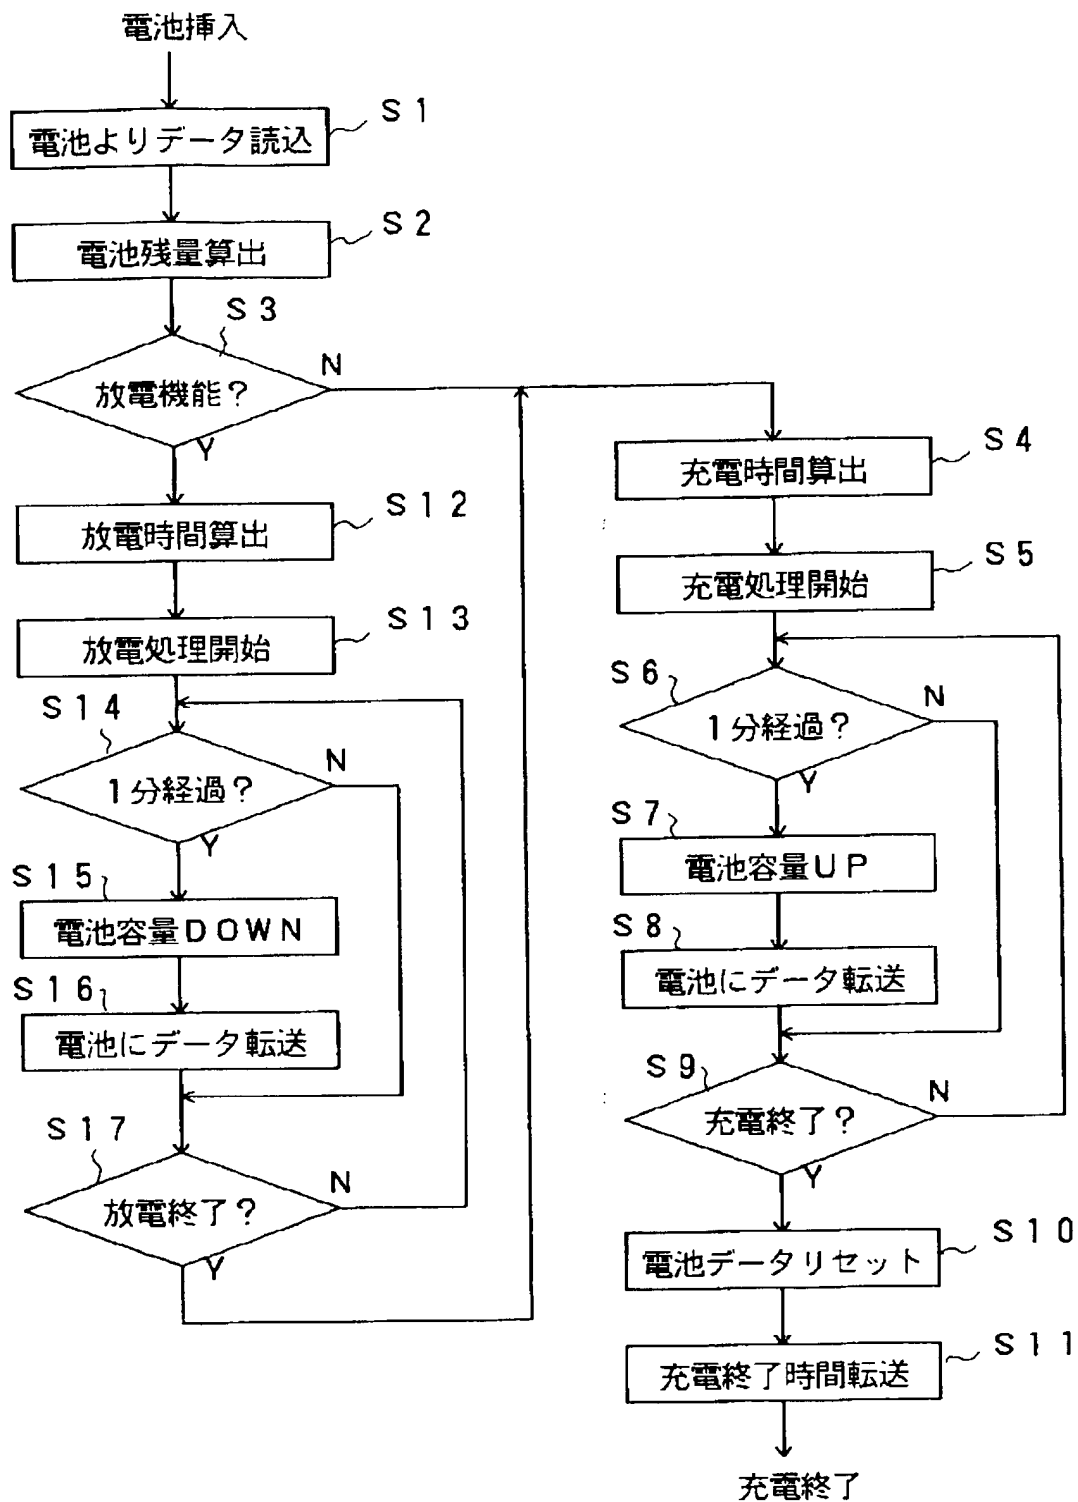 電池挿入
S1
電池よりデータ読込
S2
電池残量算出
S3
放電機能?
N
Y
S12
放電時間算出
S13
放電処理開始
S14
1分経過?
N
Y
S15
電池容量DOWN
S16
電池にデータ転送
S17
放電終了?
N
Y
S4
充電時間算出
S5
充電処理開始
S6
1分経過?
N
Y
S7
電池容量UP
S8
電池にデータ転送
S9
充電終了?
N
Y
S10
電池データリセット
S11
充電終了時間転送
充電終了